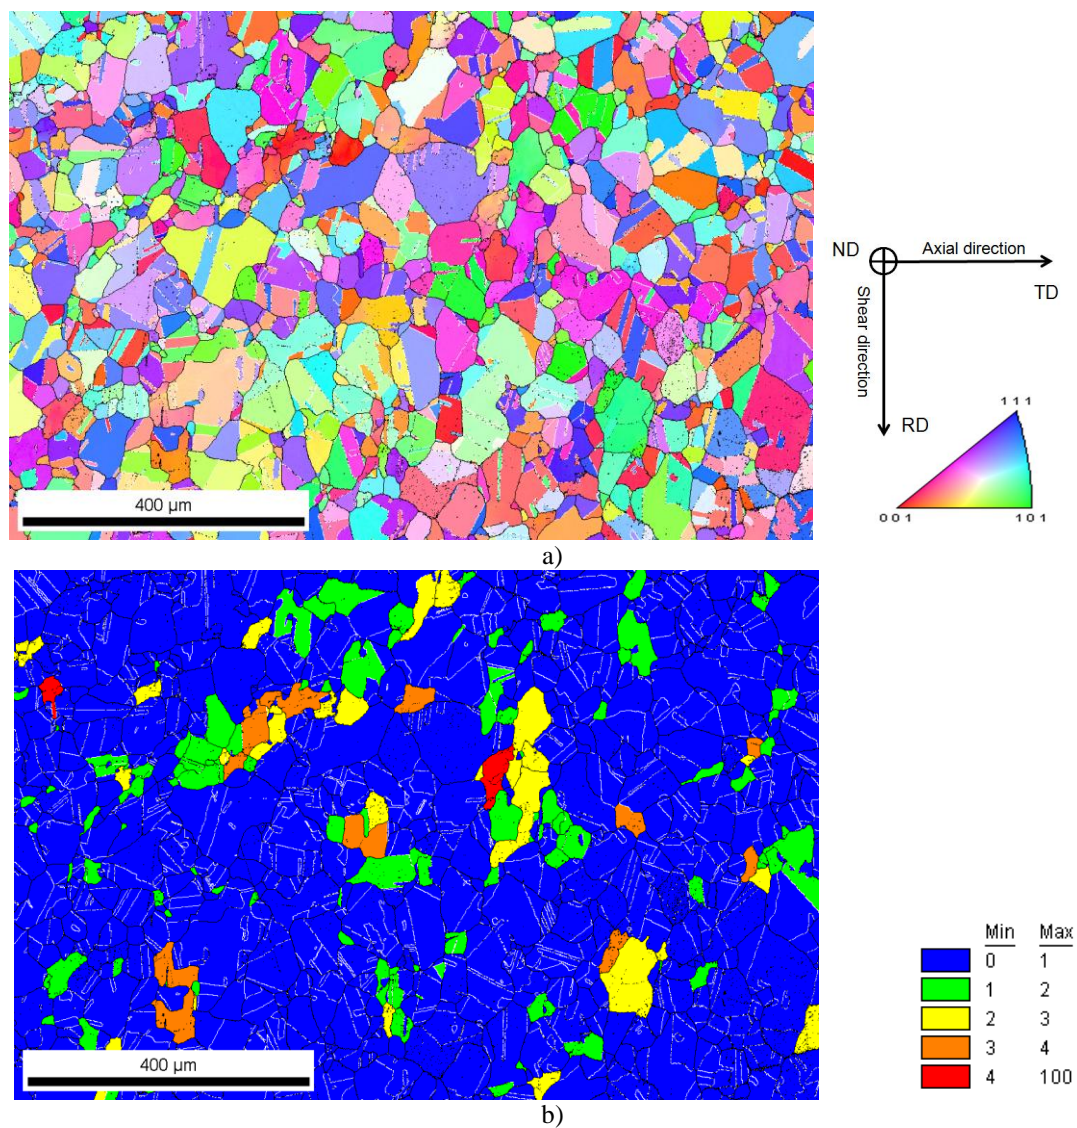 ND
Axial direction
TD
Shear direction
RD
1 1 1
0 0 1
1 0 1
400 µm
a)
Min Max
0 1
1 2
2 3
3 4
4 100
400 µm
b)